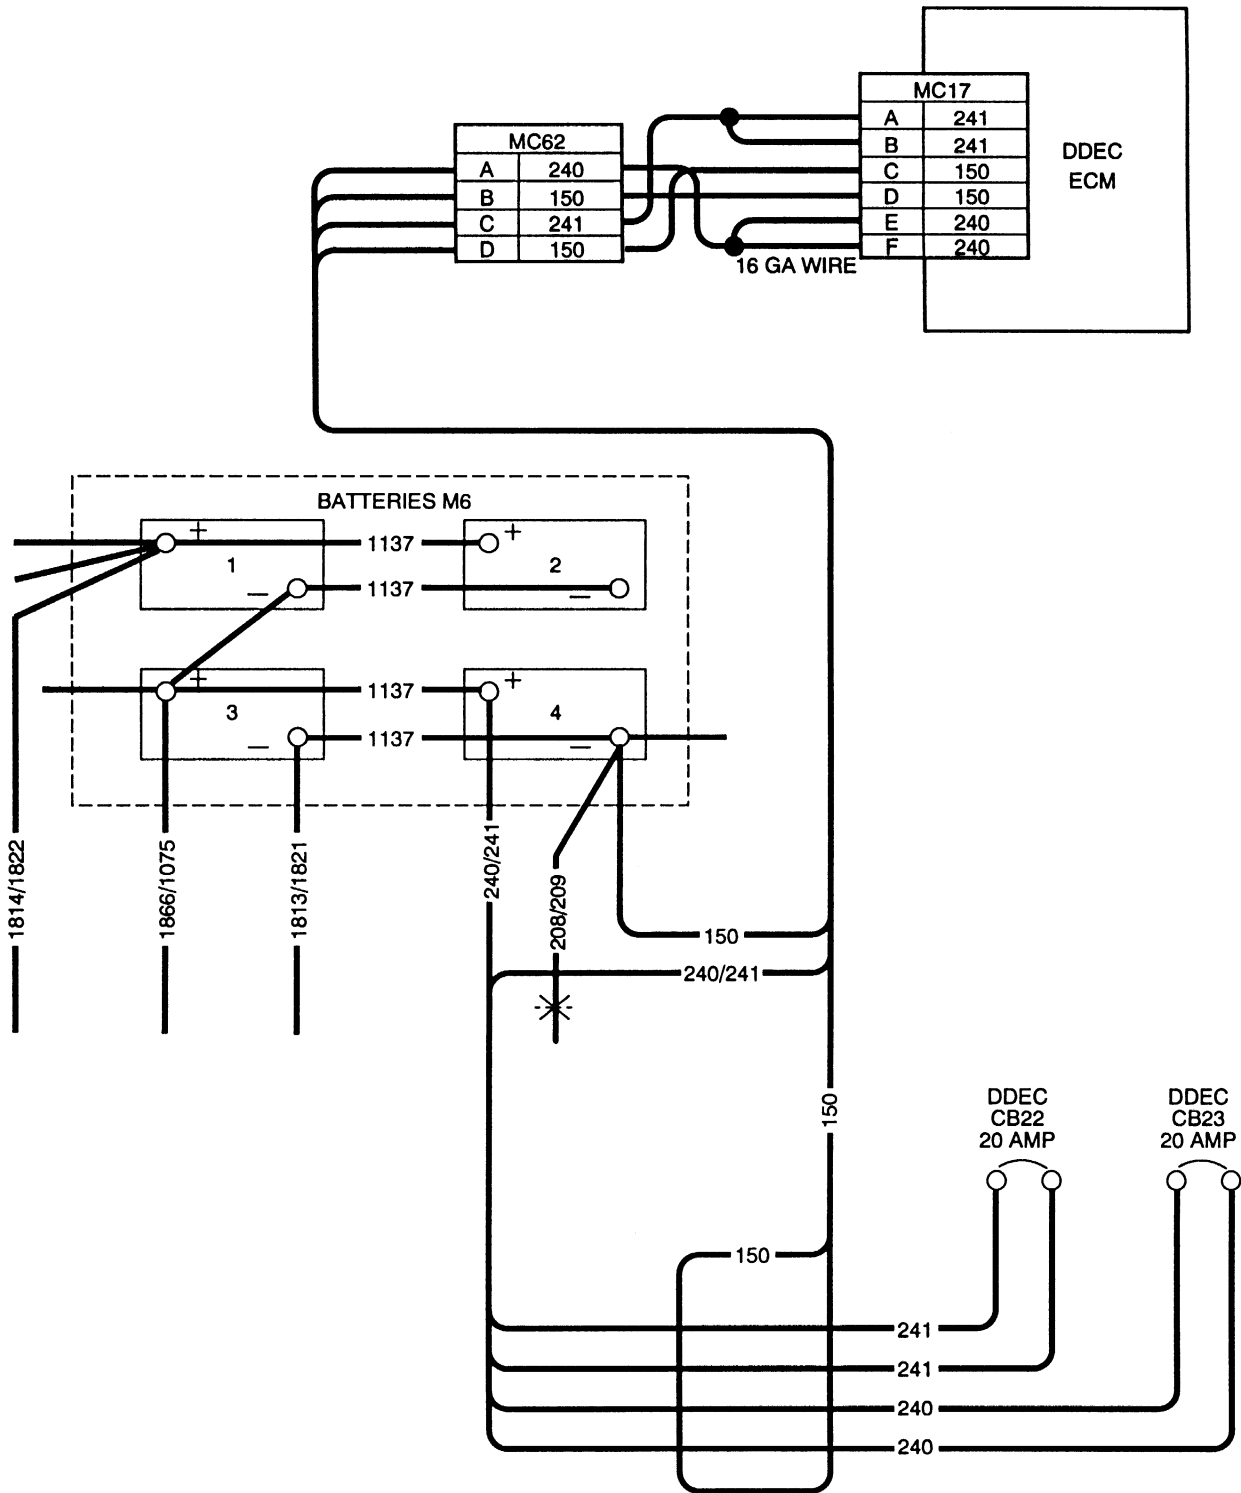 MC17
A 241
B 241
C 150
D 150
E 240
F 240
DDEC
ECM
MC62
A 240
B 150
C 241
D 150
16 GA WIRE
BATTERIES M6
+ 1137 +
1 2
− 1137 −
+ 1137 +
3 4
− 1137 −
1814/1822
1866/1075
1813/1821
240/241
208/209
150
240/241
150
DDEC
CB22
20 AMP
DDEC
CB23
20 AMP
150
241
241
240
240